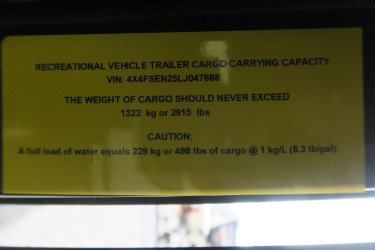 RECREATIONAL VEHICLE TRAILER CARGO CARRYING CAPACITY
VIN: 4X4FSEN25LJ047688
THE WEIGHT OF CARGO SHOULD NEVER EXCEED
1322 kg or 2915 lbs
CAUTION:
A full load of water equals 226 kg or 498 lbs of cargo @ 1 kg/L (8.3 lb/gal)